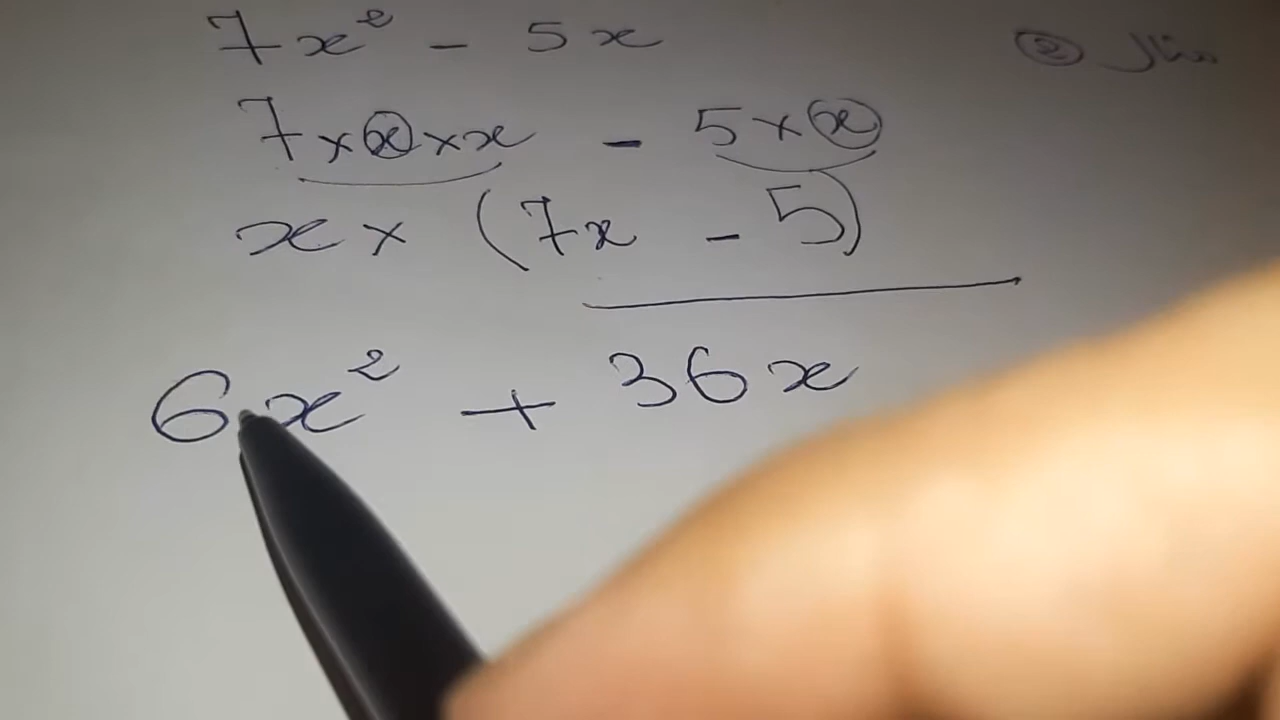 مثال ②
7x² - 5x
7×x×x - 5×x
x × (7x - 5)
6x² + 36x